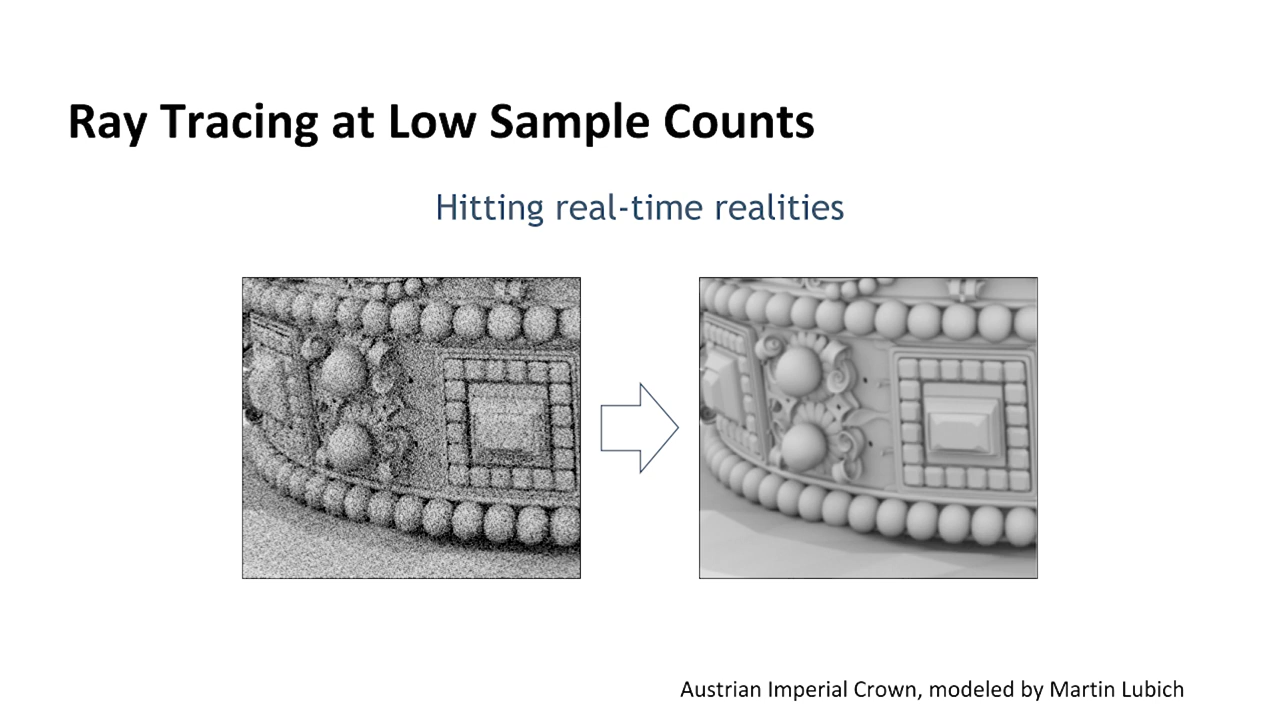 Ray Tracing at Low Sample Counts
Hitting real-time realities
Austrian Imperial Crown, modeled by Martin Lubich